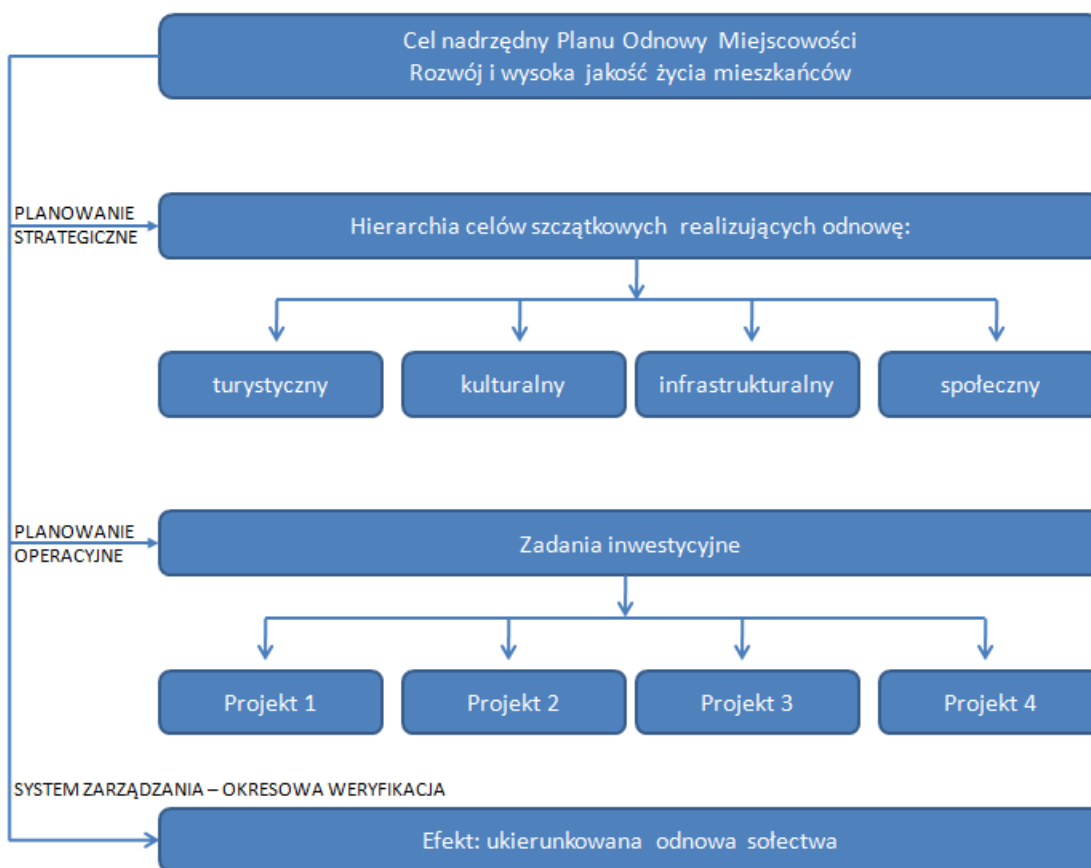 Cel nadrzędny Planu Odnowy Miejscowości
Rozwój i wysoka jakość życia mieszkańców
PLANOWANIE
STRATEGICZNE
Hierarchia celów szczątkowych realizujących odnowę:
turystyczny
kulturalny
infrastrukturalny
społeczny
PLANOWANIE
OPERACYJNE
Zadania inwestycyjne
Projekt 1
Projekt 2
Projekt 3
Projekt 4
SYSTEM ZARZĄDZANIA – OKRESOWA WERYFIKACJA
Efekt: ukierunkowana odnowa sołectwa